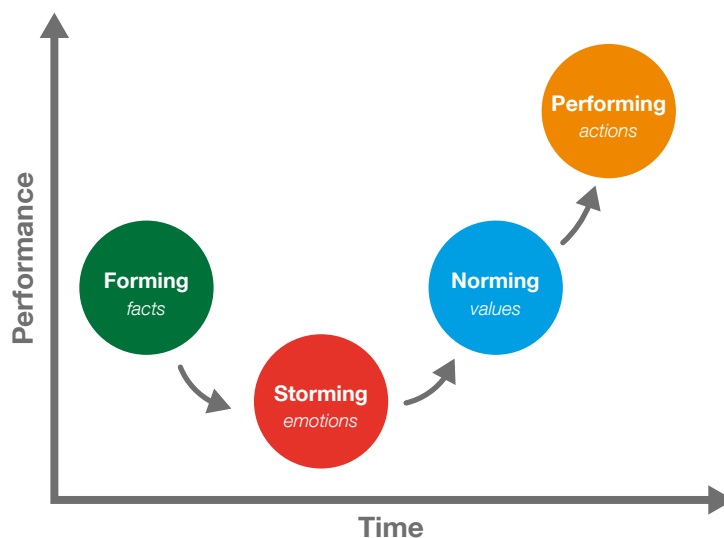 Performance
Performing
actions
Forming
facts
Norming
values
Storming
emotions
Time